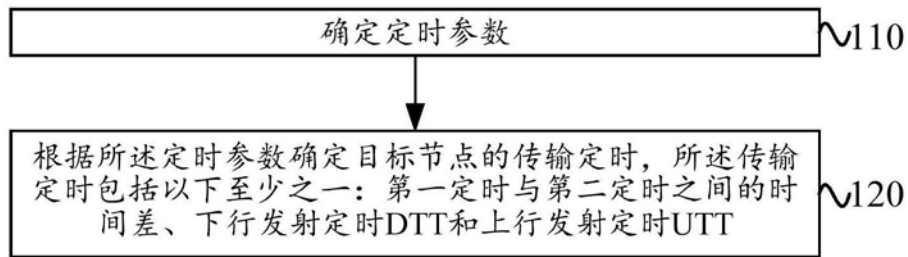 确定定时参数
110
根据所述定时参数确定目标节点的传输定时，所述传输
定时包括以下至少之一：第一定时与第二定时之间的时
间差、下行发射定时DTT和上行发射定时UTT
120